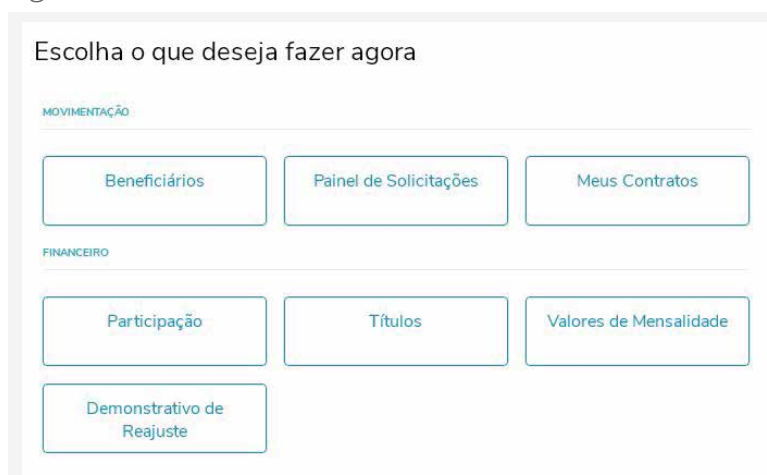 Escolha o que deseja fazer agora
MOVIMENTAÇÃO
Beneficiários
Painel de Solicitações
Meus Contratos
FINANCEIRO
Participação
Títulos
Valores de Mensalidade
Demonstrativo de
Reajuste